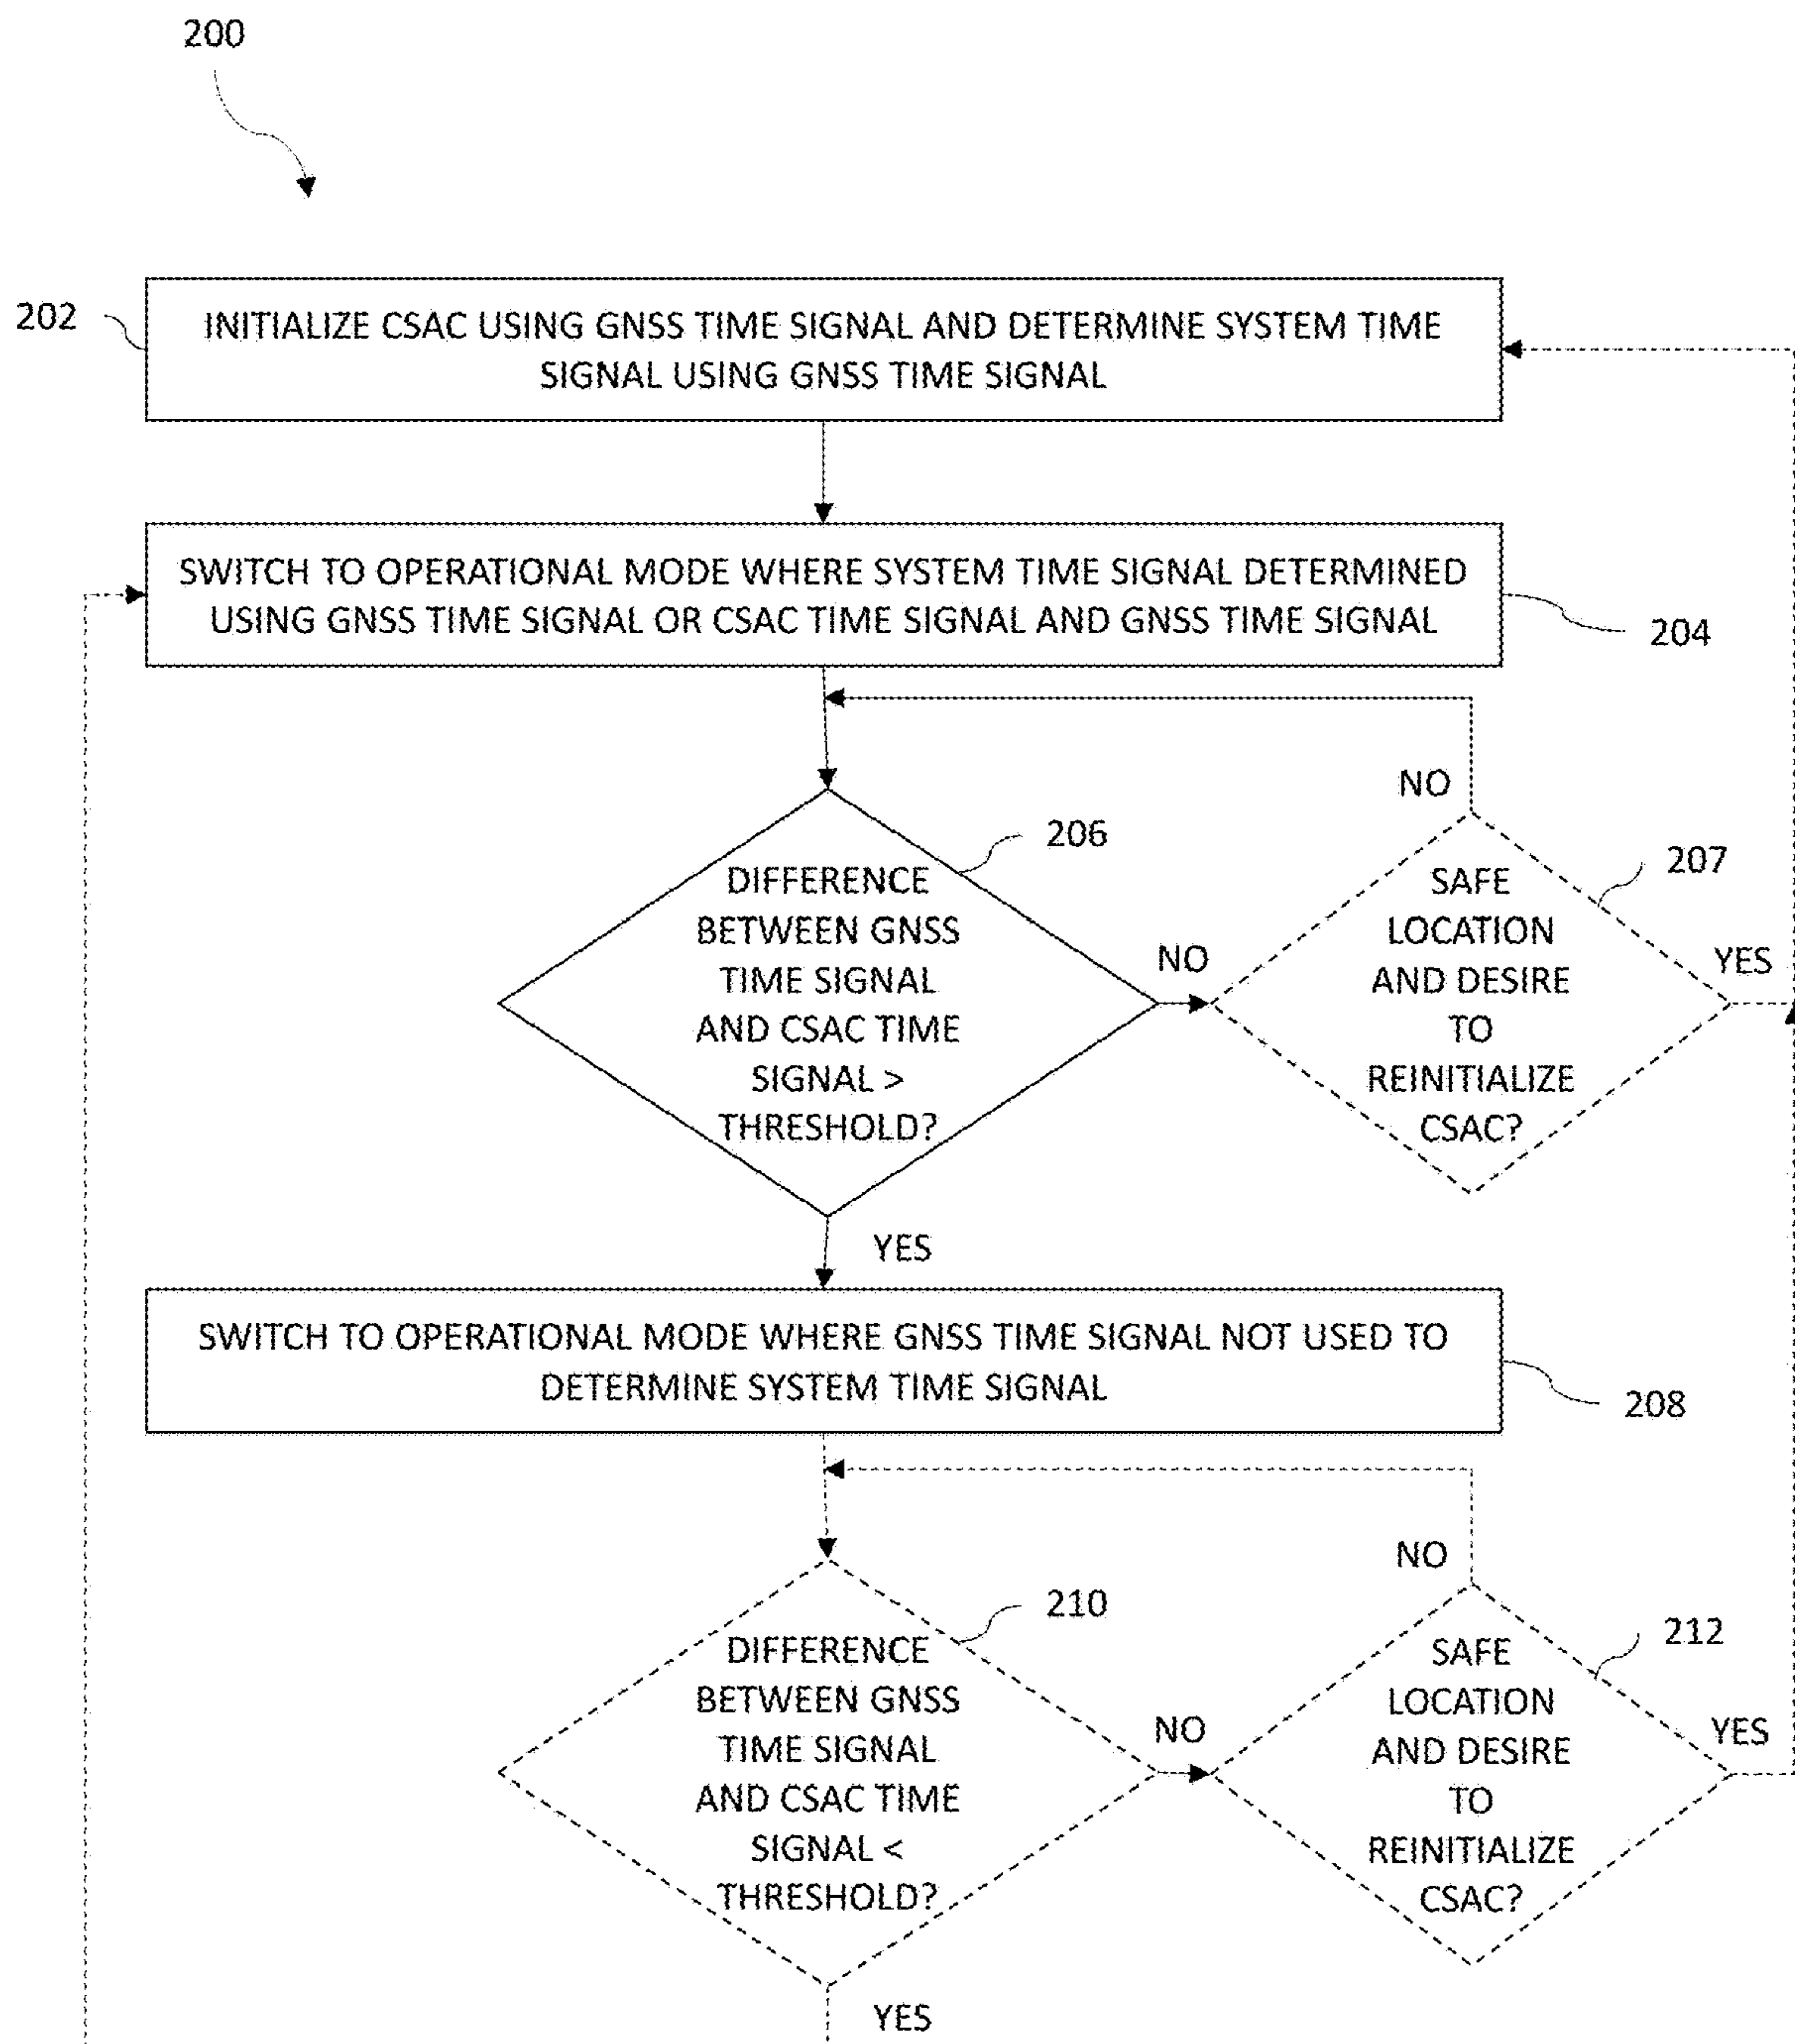 200
202
INITIALIZE CSAC USING GNSS TIME SIGNAL AND DETERMINE SYSTEM TIME
SIGNAL USING GNSS TIME SIGNAL
SWITCH TO OPERATIONAL MODE WHERE SYSTEM TIME SIGNAL DETERMINED
USING GNSS TIME SIGNAL OR CSAC TIME SIGNAL AND GNSS TIME SIGNAL
204
206
DIFFERENCE
BETWEEN GNSS
TIME SIGNAL
AND CSAC TIME
SIGNAL >
THRESHOLD?
NO
NO
207
SAFE
LOCATION
AND DESIRE
TO
REINITIALIZE
CSAC?
YES
YES
SWITCH TO OPERATIONAL MODE WHERE GNSS TIME SIGNAL NOT USED TO
DETERMINE SYSTEM TIME SIGNAL
208
210
DIFFERENCE
BETWEEN GNSS
TIME SIGNAL
AND CSAC TIME
SIGNAL <
THRESHOLD?
NO
NO
212
SAFE
LOCATION
AND DESIRE
TO
REINITIALIZE
CSAC?
YES
YES